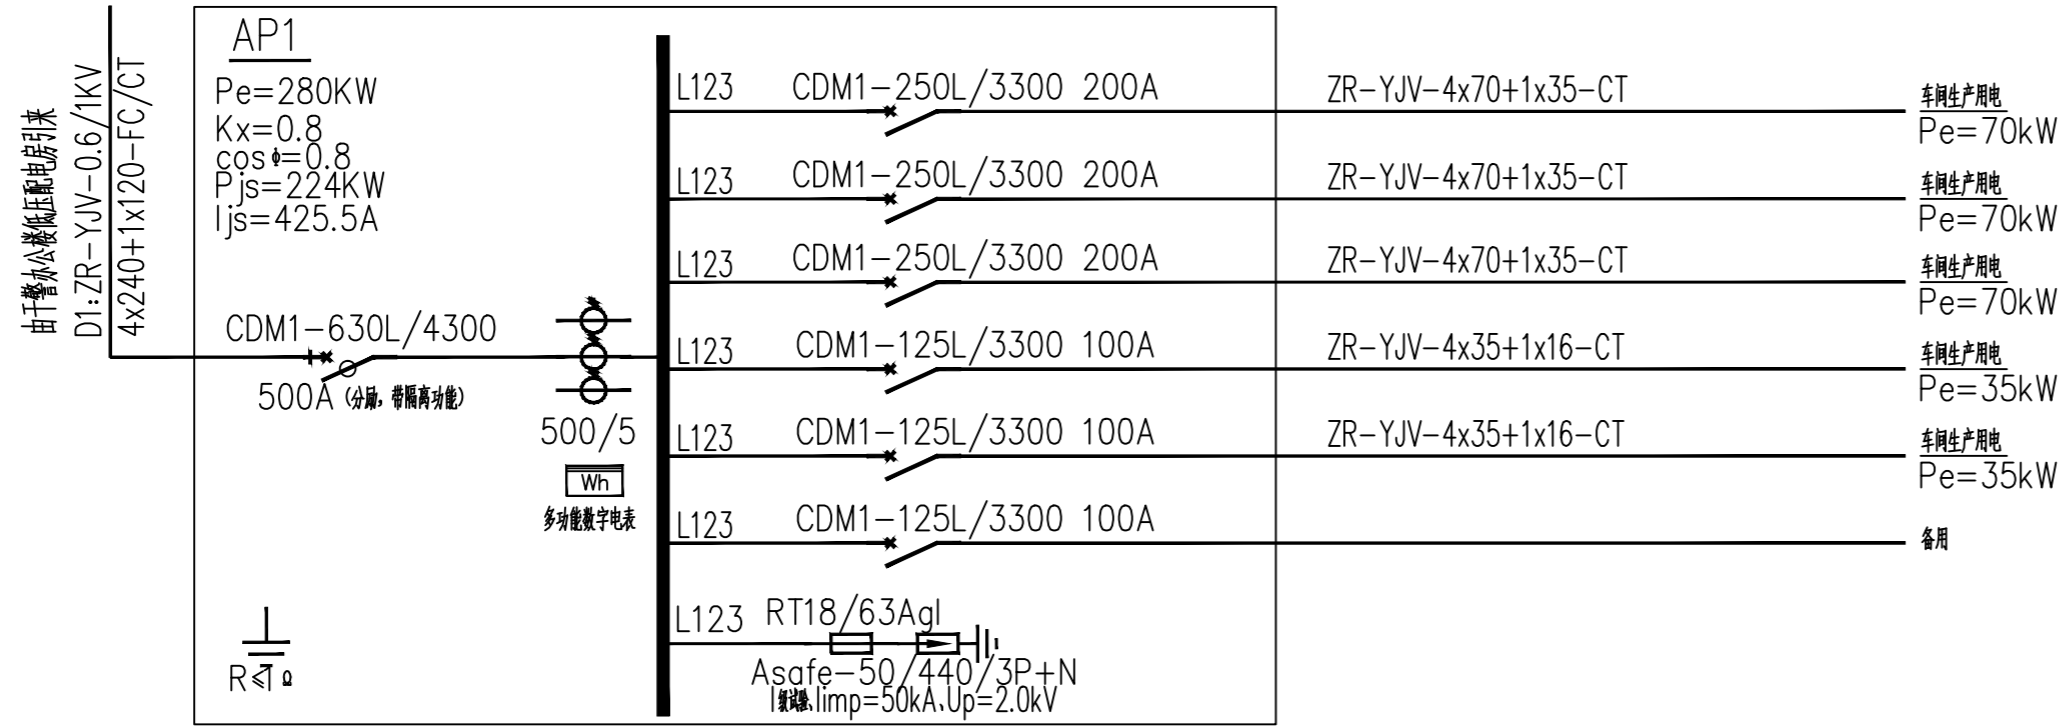 由干警办公楼低压配电房引来
D1:ZR-YJV-0.6/1KV
4x240+1x120-FC/CT
AP1
Pe=280KW
Kx=0.8
cosΦ=0.8
Pjs=224KW
Ijs=425.5A
CDM1-630L/4300
500A (分励, 带隔离功能)
500/5
Wh
多功能数字电表
R≤1Ω
L123 CDM1-250L/3300 200A ZR-YJV-4x70+1x35-CT 车间生产用电
Pe=70kW
L123 CDM1-250L/3300 200A ZR-YJV-4x70+1x35-CT 车间生产用电
Pe=70kW
L123 CDM1-250L/3300 200A ZR-YJV-4x70+1x35-CT 车间生产用电
Pe=70kW
L123 CDM1-125L/3300 100A ZR-YJV-4x35+1x16-CT 车间生产用电
Pe=35kW
L123 CDM1-125L/3300 100A ZR-YJV-4x35+1x16-CT 车间生产用电
Pe=35kW
L123 CDM1-125L/3300 100A 备用
L123 RT18/63AgI
Asafe-50/440/3P+N
I级试验、Iimp=50kA、Up=2.0kV